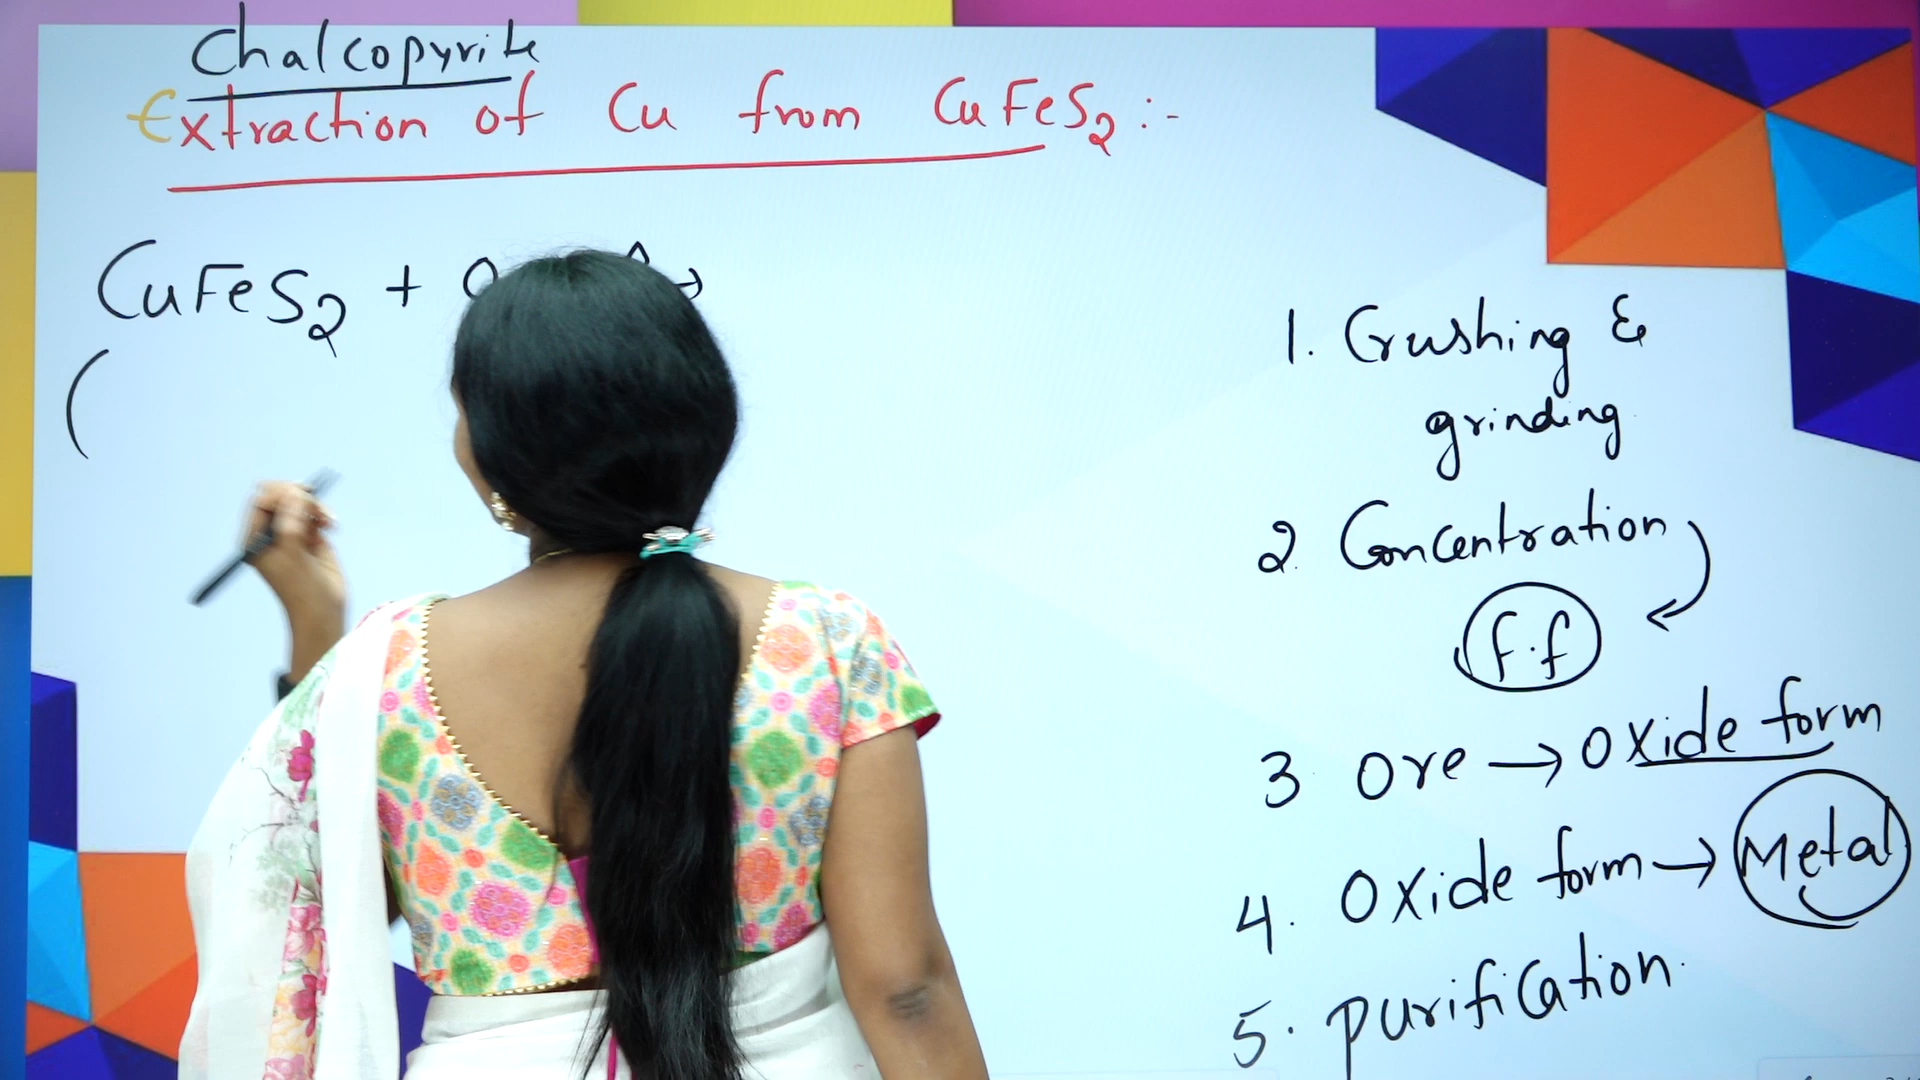 Chalcopyrite
Extraction of Cu from CuFeS₂ :-
CuFeS₂ + O →
(
1. Crushing &
grinding
2. Concentration
f.f
3 Ore → Oxide form
4. Oxide form → Metal
5. purification.